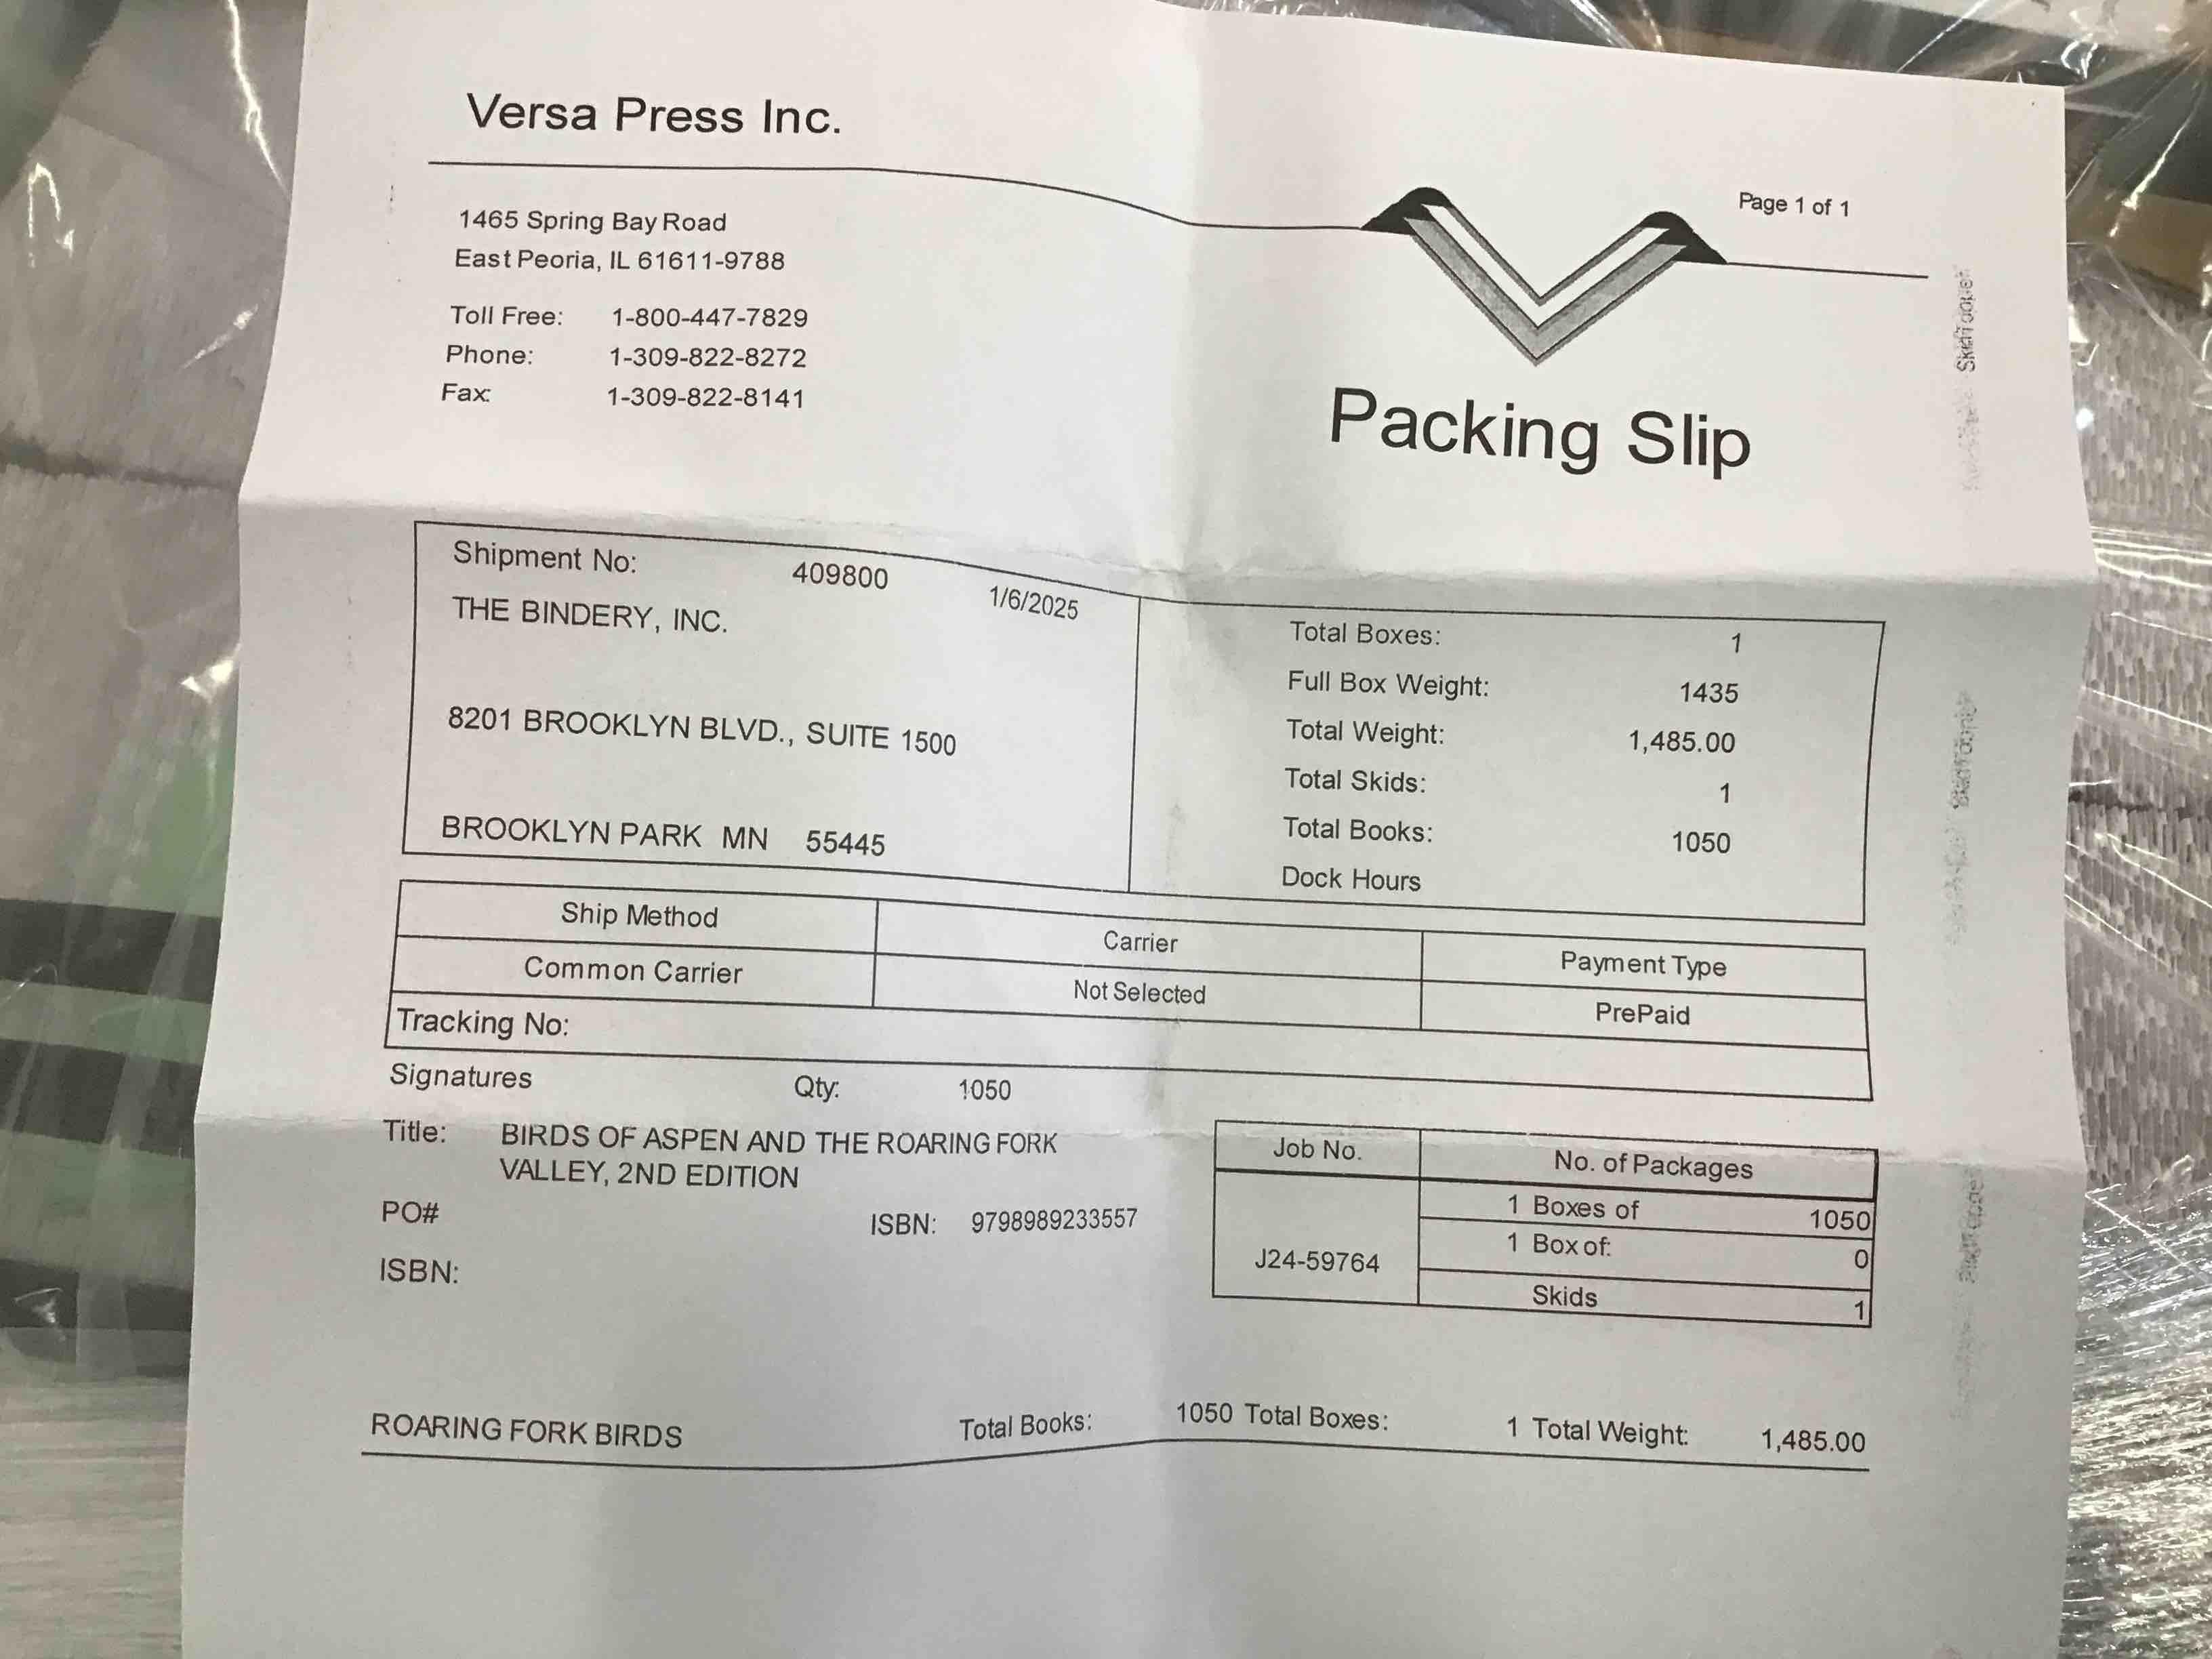 Versa Press Inc.
Page 1 of 1
1465 Spring Bay Road
East Peoria, IL 61611-9788
Toll Free: 1-800-447-7829
Phone: 1-309-822-8272
Fax: 1-309-822-8141
Packing Slip
Shipment No: 409800 1/6/2025
THE BINDERY, INC.
8201 BROOKLYN BLVD., SUITE 1500
BROOKLYN PARK MN 55445
Total Boxes: 1
Full Box Weight: 1435
Total Weight: 1,485.00
Total Skids: 1
Total Books: 1050
Dock Hours
Ship Method Carrier Payment Type
Common Carrier Not Selected PrePaid
Tracking No:
Signatures Qty: 1050
Title: BIRDS OF ASPEN AND THE ROARING FORK
VALLEY, 2ND EDITION
PO# ISBN: 9798989233557
ISBN:
Job No. No. of Packages
1 Boxes of 1050
1 Box of: 0
J24-59764
Skids 1
ROARING FORK BIRDS Total Books: 1050 Total Boxes: 1 Total Weight: 1,485.00